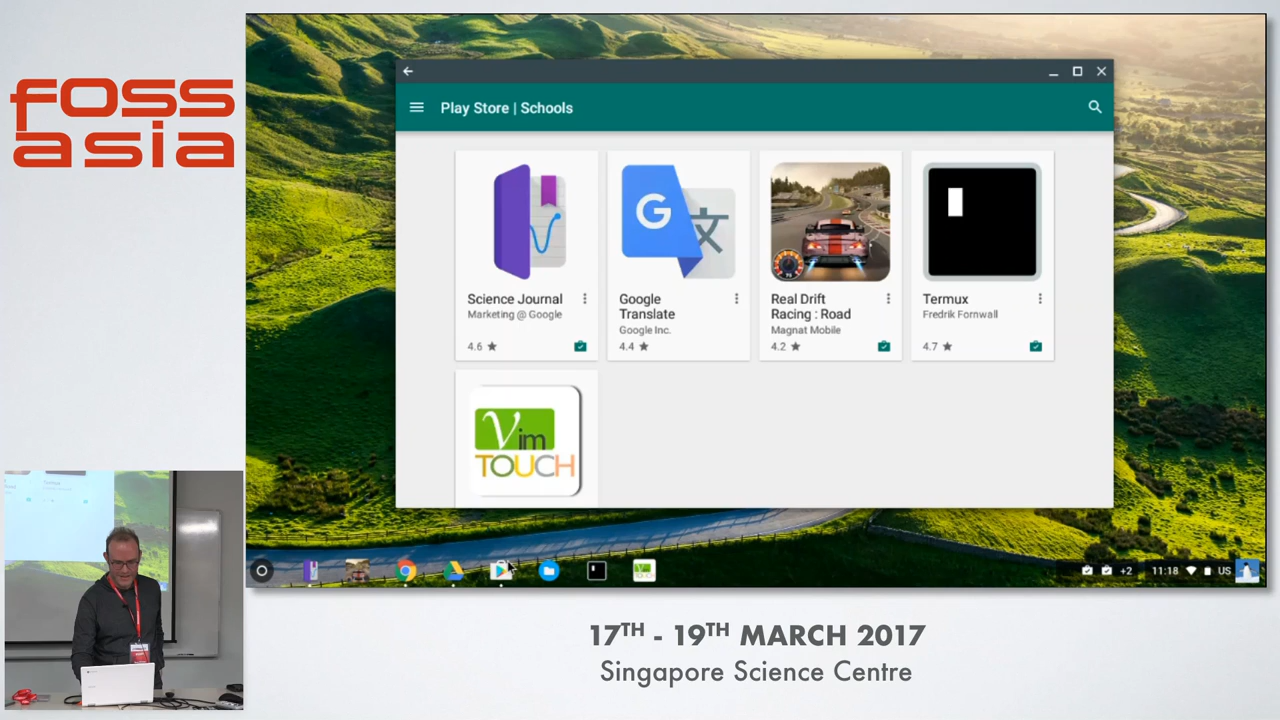 foss
asia
Play Store | Schools
G 文
Science Journal
Marketing @ Google
4.6 ★
Google
Translate
Google Inc.
4.4 ★
Real Drift
Racing : Road
Magnat Mobile
4.2 ★
Termux
Fredrik Fornwall
4.7 ★
Vim
TOUCH
+2 11:18 US
17TH - 19TH MARCH 2017
Singapore Science Centre